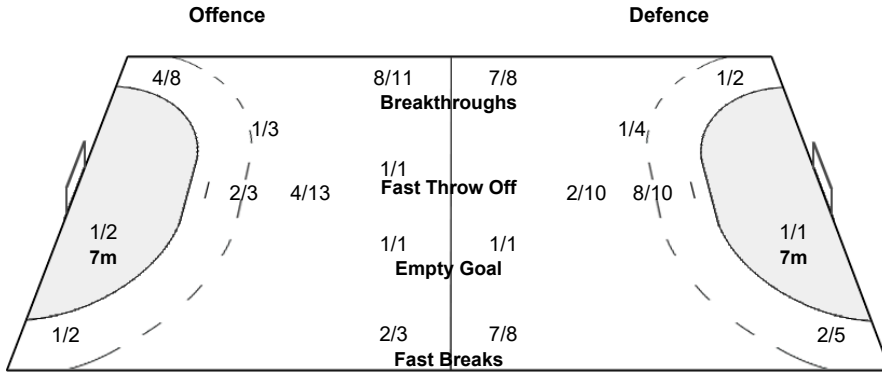 Offence Defence
4/8 8/11 7/8 1/2
Breakthroughs
1/3 1/4
1/1
Fast Throw Off
2/3 4/13 2/10 8/10
1/2 1/1 1/1 1/1
7m Empty Goal 7m
1/2 2/3 7/8 2/5
Fast Breaks